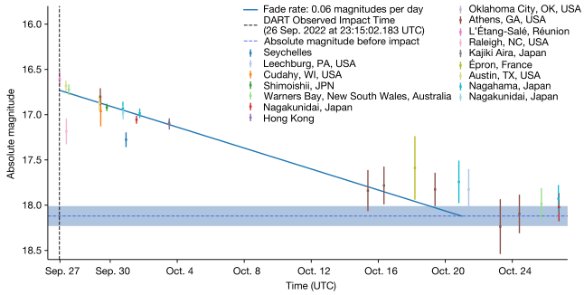 Fade rate: 0.06 magnitudes per day
DART Observed Impact Time
(26 Sep. 2022 at 23:15:02.183 UTC)
Absolute magnitude before impact
Seychelles
Leechburg, PA, USA
Cudahy, WI, USA
Shimoishii, JPN
Warners Bay, New South Wales, Australia
Nagakunidai, Japan
Hong Kong
Oklahoma City, OK, USA
Athens, GA, USA
L'Étang-Salé, Réunion
Raleigh, NC, USA
Kajiki Aira, Japan
Épron, France
Austin, TX, USA
Nagahama, Japan
Nagakunidai, Japan
Absolute magnitude
16.0
16.5
17.0
17.5
18.0
18.5
Sep. 27
Sep. 30
Oct. 4
Oct. 8
Oct. 12
Oct. 16
Oct. 20
Oct. 24
Time (UTC)